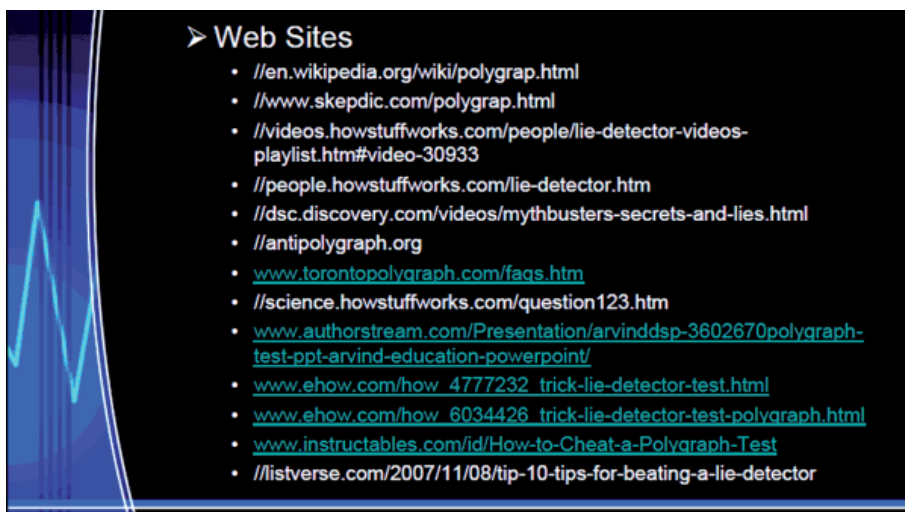 ➢ Web Sites
• //en.wikipedia.org/wiki/polygrap.html
• //www.skepdic.com/polygrap.html
• //videos.howstuffworks.com/people/lie-detector-videos-
playlist.htm#video-30933
• //people.howstuffworks.com/lie-detector.htm
• //dsc.discovery.com/videos/mythbusters-secrets-and-lies.html
• //antipolygraph.org
• www.torontopolygraph.com/faqs.htm
• //science.howstuffworks.com/question123.htm
• www.authorstream.com/Presentation/arvinddsp-3602670polygraph-
test-ppt-arvind-education-powerpoint/
• www.ehow.com/how_4777232_trick-lie-detector-test.html
• www.ehow.com/how_6034426_trick-lie-detector-test-polygraph.html
• www.instructables.com/id/How-to-Cheat-a-Polygraph-Test
• //listverse.com/2007/11/08/tip-10-tips-for-beating-a-lie-detector